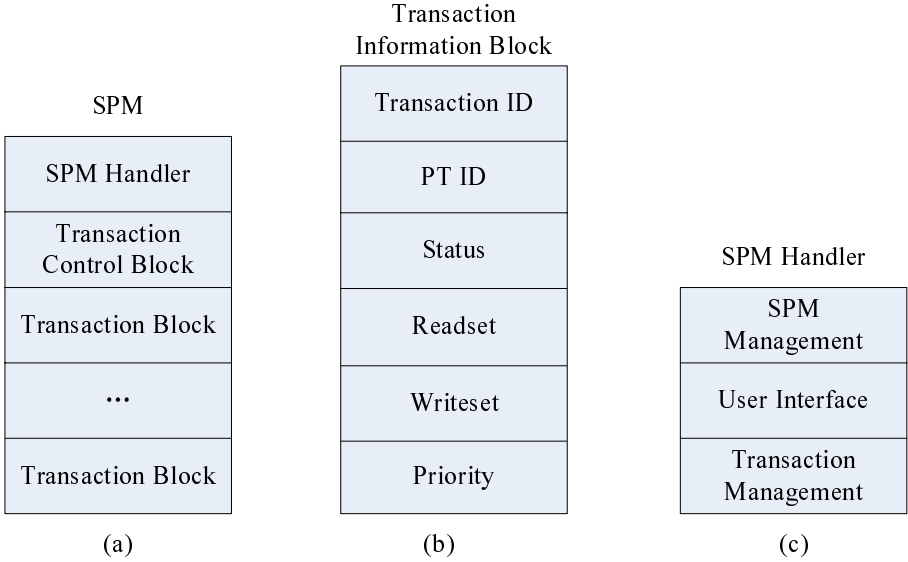 SPM
SPM Handler
Transaction
Control Block
Transaction Block
...
Transaction Block
(a)
Transaction
Information Block
Transaction ID
PT ID
Status
Readset
Writeset
Priority
(b)
SPM Handler
SPM
Management
User Interface
Transaction
Management
(c)